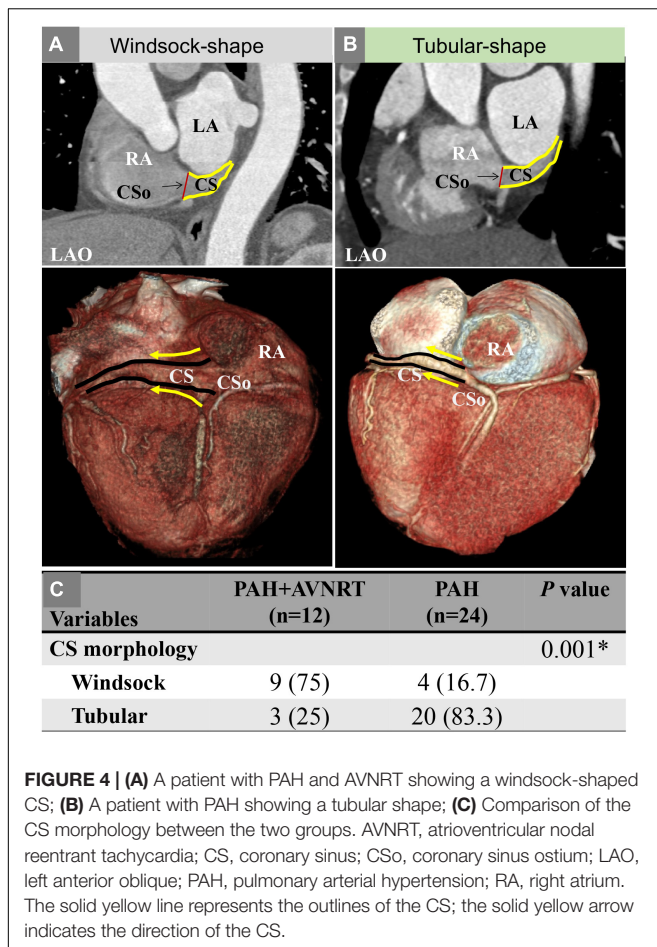 A Windsock-shape
B Tubular-shape
LA
RA
CSo
CS
LAO
LA
RA
CSo
CS
LAO
RA
CS
CSo
RA
CS
CSo
C
Variables PAH+AVNRT (n=12) PAH (n=24) P value
CS morphology 0.001*
Windsock 9 (75) 4 (16.7)
Tubular 3 (25) 20 (83.3)
FIGURE 4 | (A) A patient with PAH and AVNRT showing a windsock-shaped
CS; (B) A patient with PAH showing a tubular shape; (C) Comparison of the
CS morphology between the two groups. AVNRT, atrioventricular nodal
reentrant tachycardia; CS, coronary sinus; CSo, coronary sinus ostium; LAO,
left anterior oblique; PAH, pulmonary arterial hypertension; RA, right atrium.
The solid yellow line represents the outlines of the CS; the solid yellow arrow
indicates the direction of the CS.